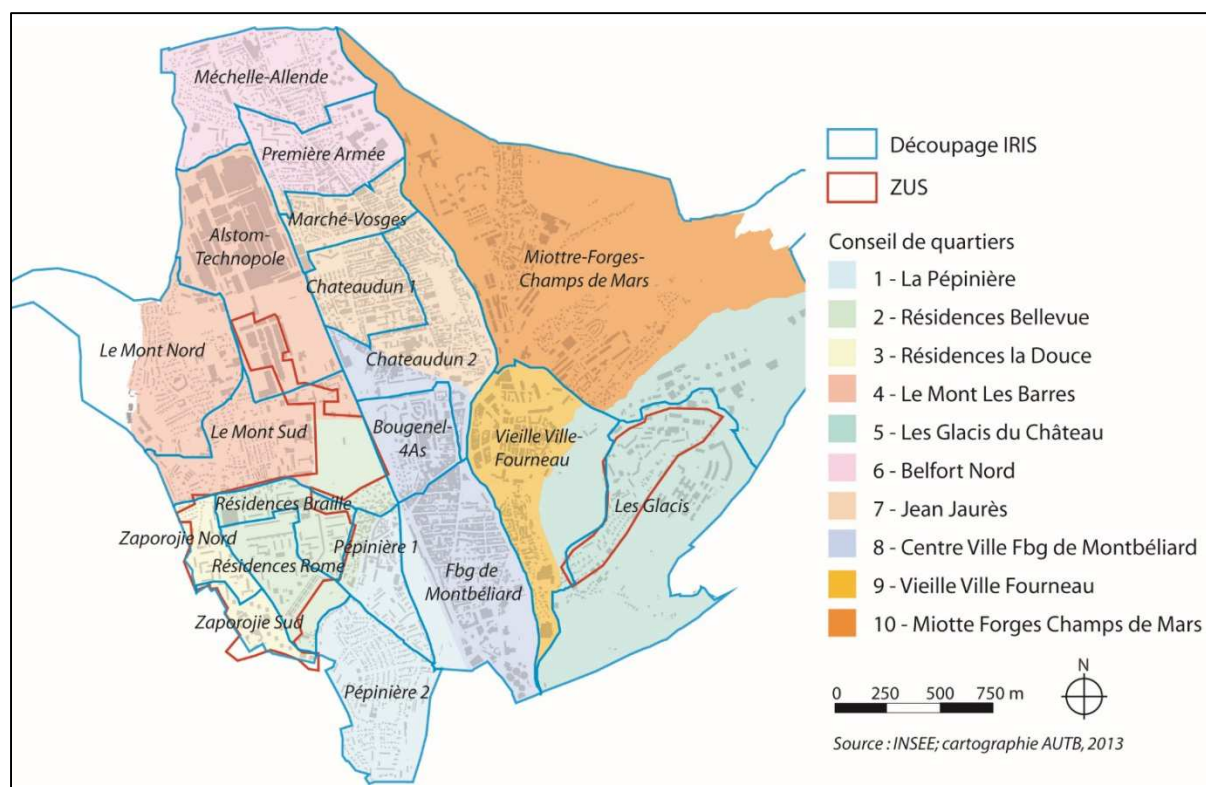 Méchelle-Allende
Première Armée
Marché-Vosges
Alstom-
Technopole
Chateaudun 1
Miottre-Forges-
Champs de Mars
Le Mont Nord
Chateaudun 2
Le Mont Sud
Bougenel-
4As
Vieille Ville-
Fourneau
Les Glacis
Résidences Braille
Zaporojie Nord
Pépinière 1
Résidences Rome
Fbg de
Montbéliard
Zaporojie Sud
Pépinière 2
Découpage IRIS
ZUS
Conseil de quartiers
1 - La Pépinière
2 - Résidences Bellevue
3 - Résidences la Douce
4 - Le Mont Les Barres
5 - Les Glacis du Château
6 - Belfort Nord
7 - Jean Jaurès
8 - Centre Ville Fbg de Montbéliard
9 - Vieille Ville Fourneau
10 - Miotte Forges Champs de Mars
N
0 250 500 750 m
Source : INSEE; cartographie AUTB, 2013